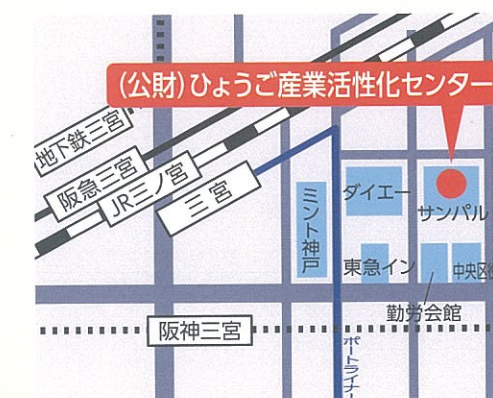 (公財)ひょうご産業活性化センター
地下鉄三宮
阪急三宮
JR三ノ宮
三宮
ミント神戸
ダイエー
サンパル
東急イン
中央区
勤労会館
阪神三宮
ポートライナー